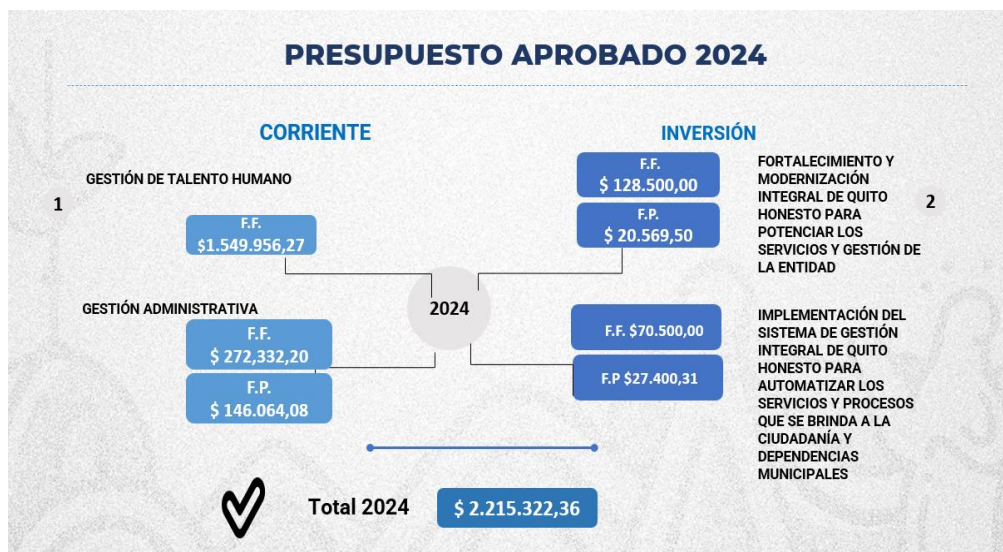 PRESUPUESTO APROBADO 2024
CORRIENTE
1
GESTIÓN DE TALENTO HUMANO
F.F.
$1.549.956,27
GESTIÓN ADMINISTRATIVA
F.F.
$ 272,332,20
F.P.
$ 146.064,08
2024
INVERSIÓN
F.F.
$ 128.500,00
F.P.
$ 20.569,50
FORTALECIMIENTO Y
MODERNIZACIÓN
INTEGRAL DE QUITO
HONESTO PARA
POTENCIAR LOS
SERVICIOS Y GESTIÓN DE
LA ENTIDAD
2
F.F. $70.500,00
F.P $27.400,31
IMPLEMENTACIÓN DEL
SISTEMA DE GESTIÓN
INTEGRAL DE QUITO
HONESTO PARA
AUTOMATIZAR LOS
SERVICIOS Y PROCESOS
QUE SE BRINDA A LA
CIUDADANÍA Y
DEPENDENCIAS
MUNICIPALES
Total 2024
$ 2.215.322,36